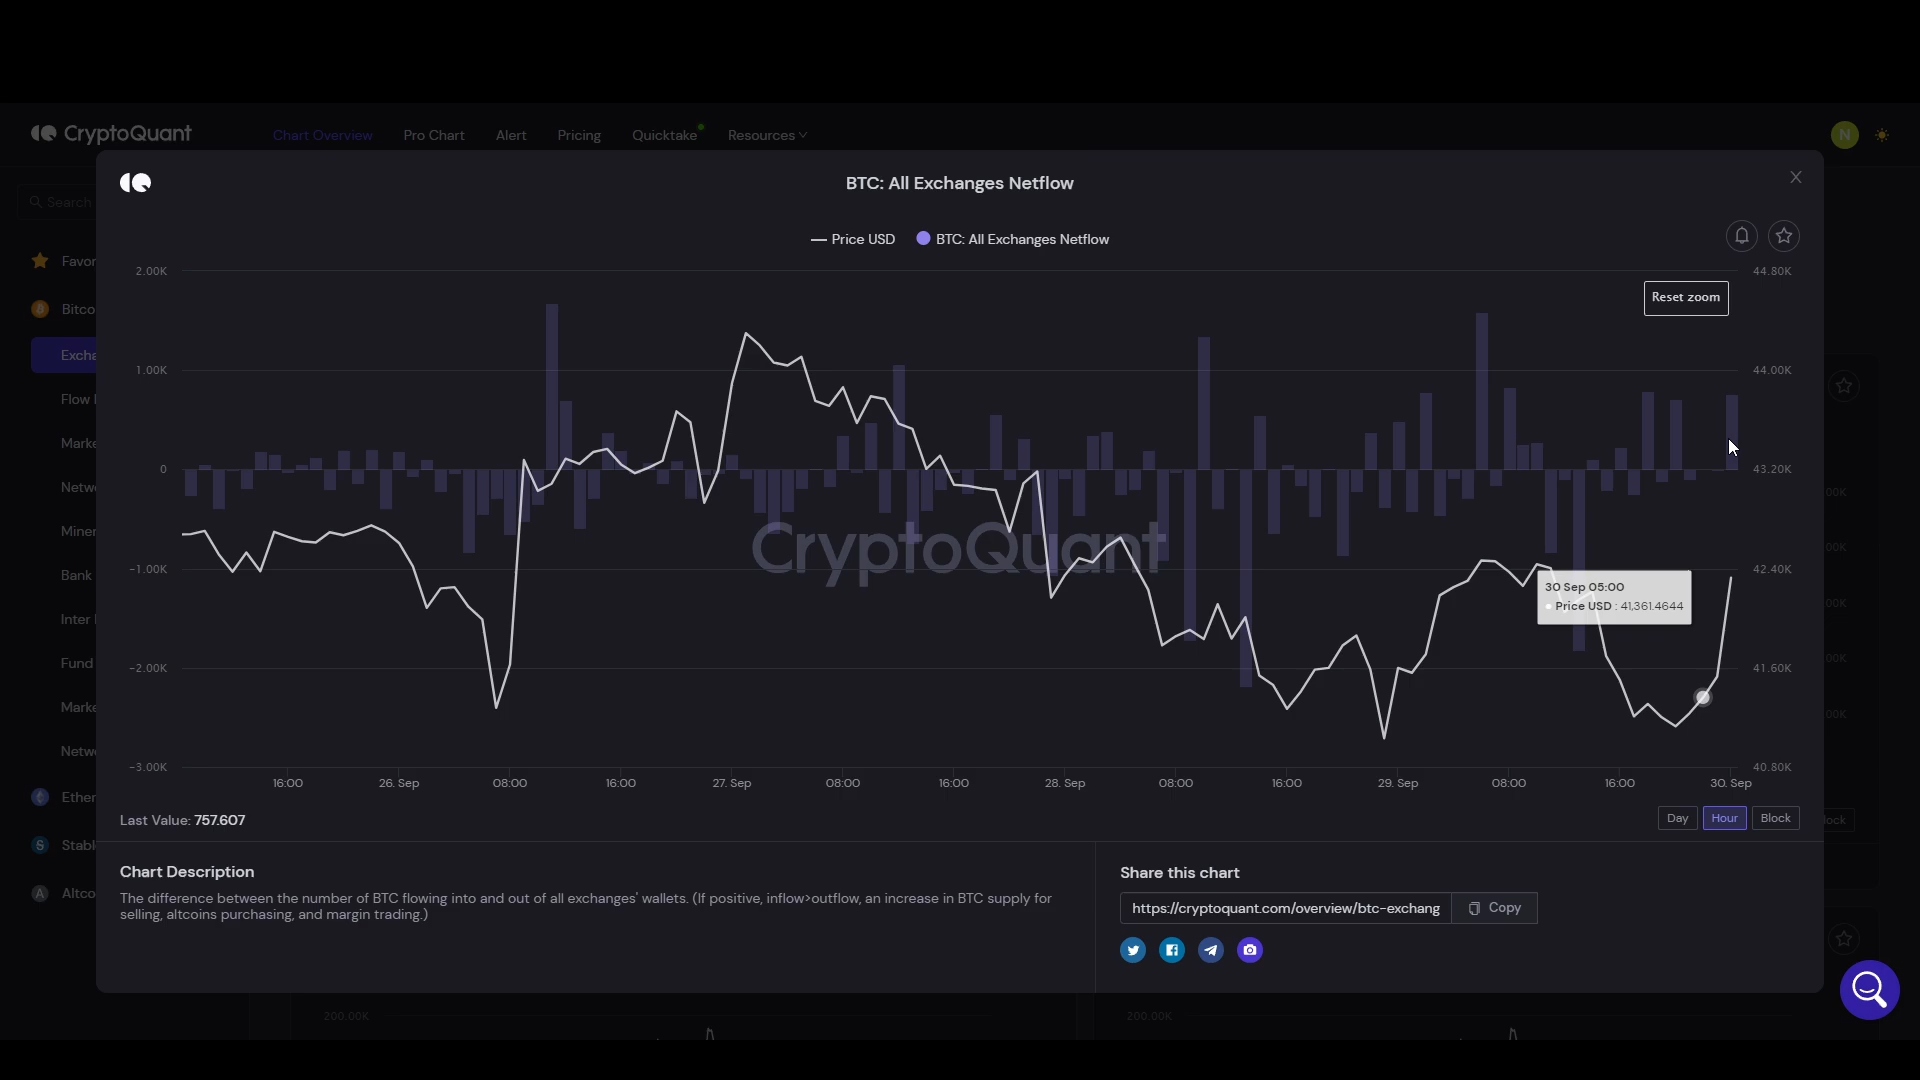 CryptoQuant
Chart Overview
Pro Chart
Alert
Pricing
Quicktake
Resources
N
Search
Favor
Bitco
Excha
Flow
Marke
Netwo
Miner
Bank
Inter
Fund
Marke
Netwo
Ether
Stabl
Altco
BTC: All Exchanges Netflow
Price USD
BTC: All Exchanges Netflow
Reset zoom
2.00K
1.00K
0
-1.00K
-2.00K
-3.00K
44.80K
44.00K
43.20K
42.40K
41.60K
40.80K
CryptoQuant
30 Sep 05:00
Price USD : 41,361.4644
16:00
26. Sep
08:00
16:00
27. Sep
08:00
16:00
28. Sep
08:00
16:00
29. Sep
08:00
16:00
30. Sep
Last Value: 757.607
Day
Hour
Block
Chart Description
The difference between the number of BTC flowing into and out of all exchanges' wallets. (If positive, inflow>outflow, an increase in BTC supply for
selling, altcoins purchasing, and margin trading.)
Share this chart
https://cryptoquant.com/overview/btc-exchang
Copy
200.00K
200.00K